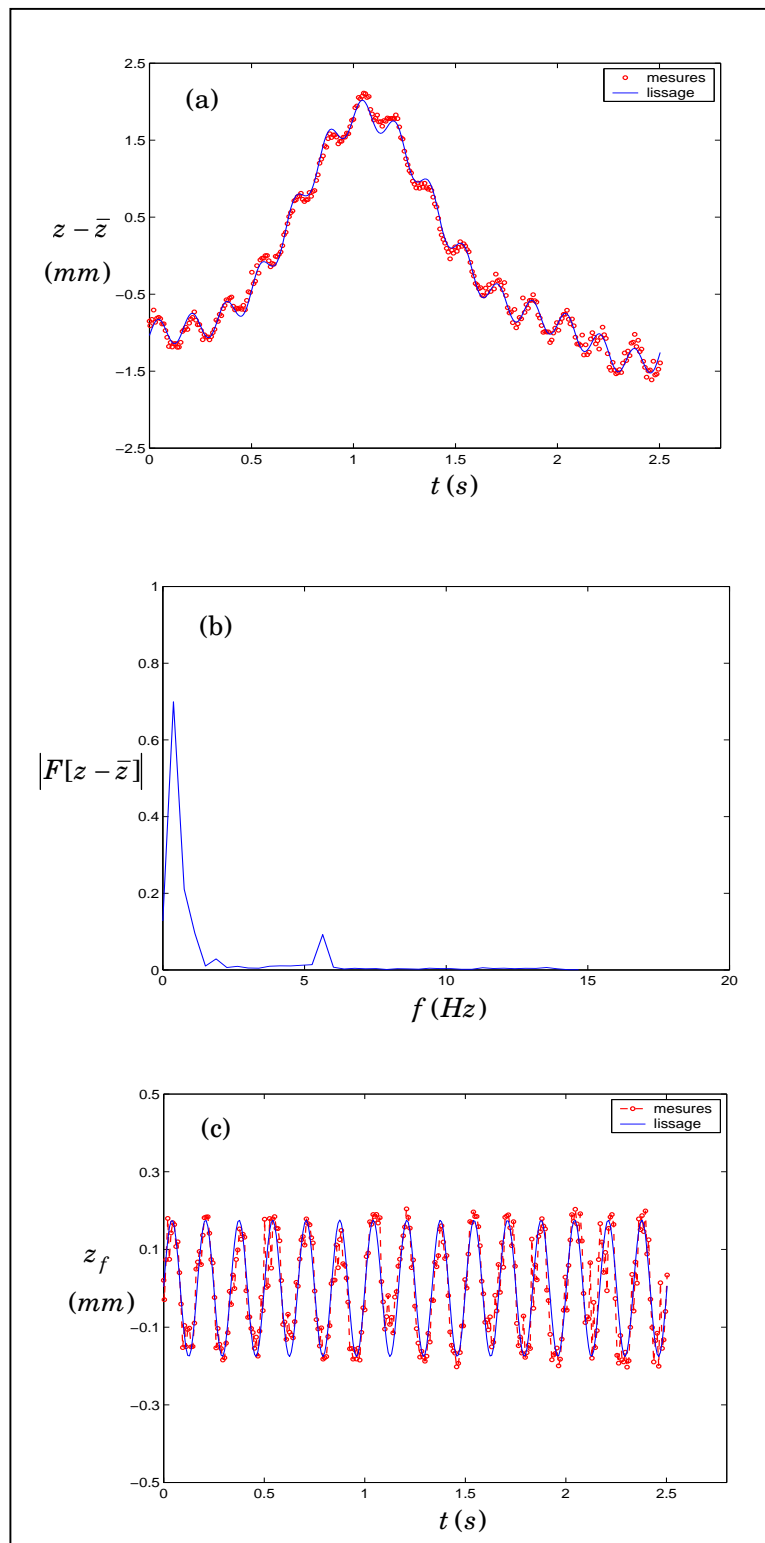 (a)
mesures
lissage
2.5
1.5
0.5
−0.5
−1.5
−2.5
z − z̅
(mm)
0 0.5 1 1.5 2 2.5
t (s)
(b)
1
0.8
0.6
0.4
0.2
0
|F[z − z̅]|
0 5 10 15 20
f (Hz)
(c)
mesures
lissage
0.5
0.3
0.1
−0.1
−0.3
−0.5
z_f
(mm)
0 0.5 1 1.5 2 2.5
t (s)